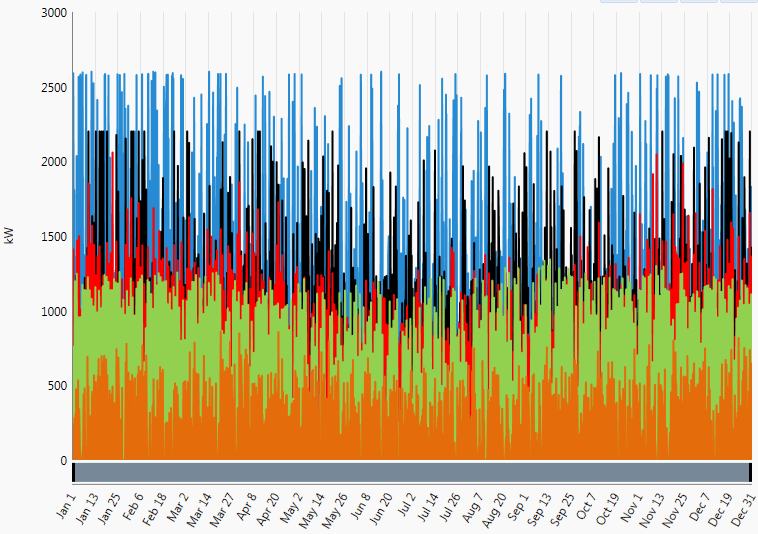 3000
2500
2000
1500
1000
500
0
kW
Jan 1
Jan 13
Jan 25
Feb 6
Feb 18
Mar 2
Mar 14
Mar 27
Apr 8
Apr 20
May 2
May 14
May 26
Jun 8
Jun 20
Jul 2
Jul 14
Jul 26
Aug 7
Aug 20
Sep 1
Sep 13
Sep 25
Oct 7
Oct 19
Nov 1
Nov 13
Nov 25
Dec 7
Dec 19
Dec 31